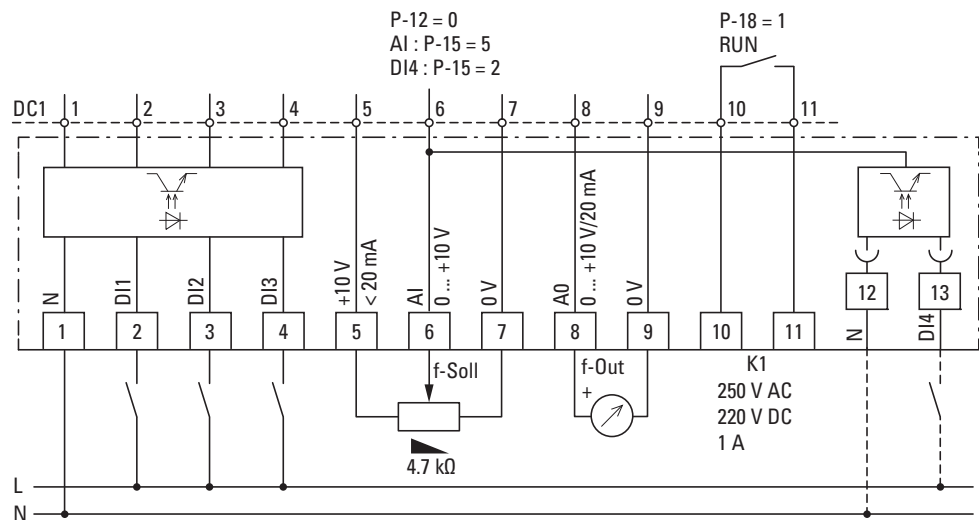 P-12 = 0
AI : P-15 = 5
DI4 : P-15 = 2
P-18 = 1
RUN
DC1 1 2 3 4 5 6 7 8 9 10 11
N
DI1
DI2
DI3
+10 V
< 20 mA
AI
0 ... +10 V
0 V
A0
0 ... +10 V/20 mA
0 V
N
DI4
1 2 3 4 5 6 7 8 9 10 11 12 13
f-Soll
f-Out
+
K1
250 V AC
220 V DC
1 A
4.7 kΩ
L
N